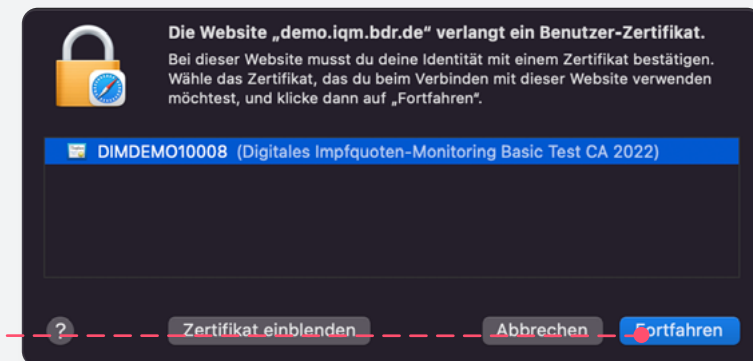 Die Website „demo.iqm.bdr.de“ verlangt ein Benutzer-Zertifikat.
Bei dieser Website musst du deine Identität mit einem Zertifikat bestätigen.
Wähle das Zertifikat, das du beim Verbinden mit dieser Website verwenden
möchtest, und klicke dann auf „Fortfahren“.
DIMDEMO10008 (Digitales Impfquoten-Monitoring Basic Test CA 2022)
? Zertifikat einblenden Abbrechen Fortfahren